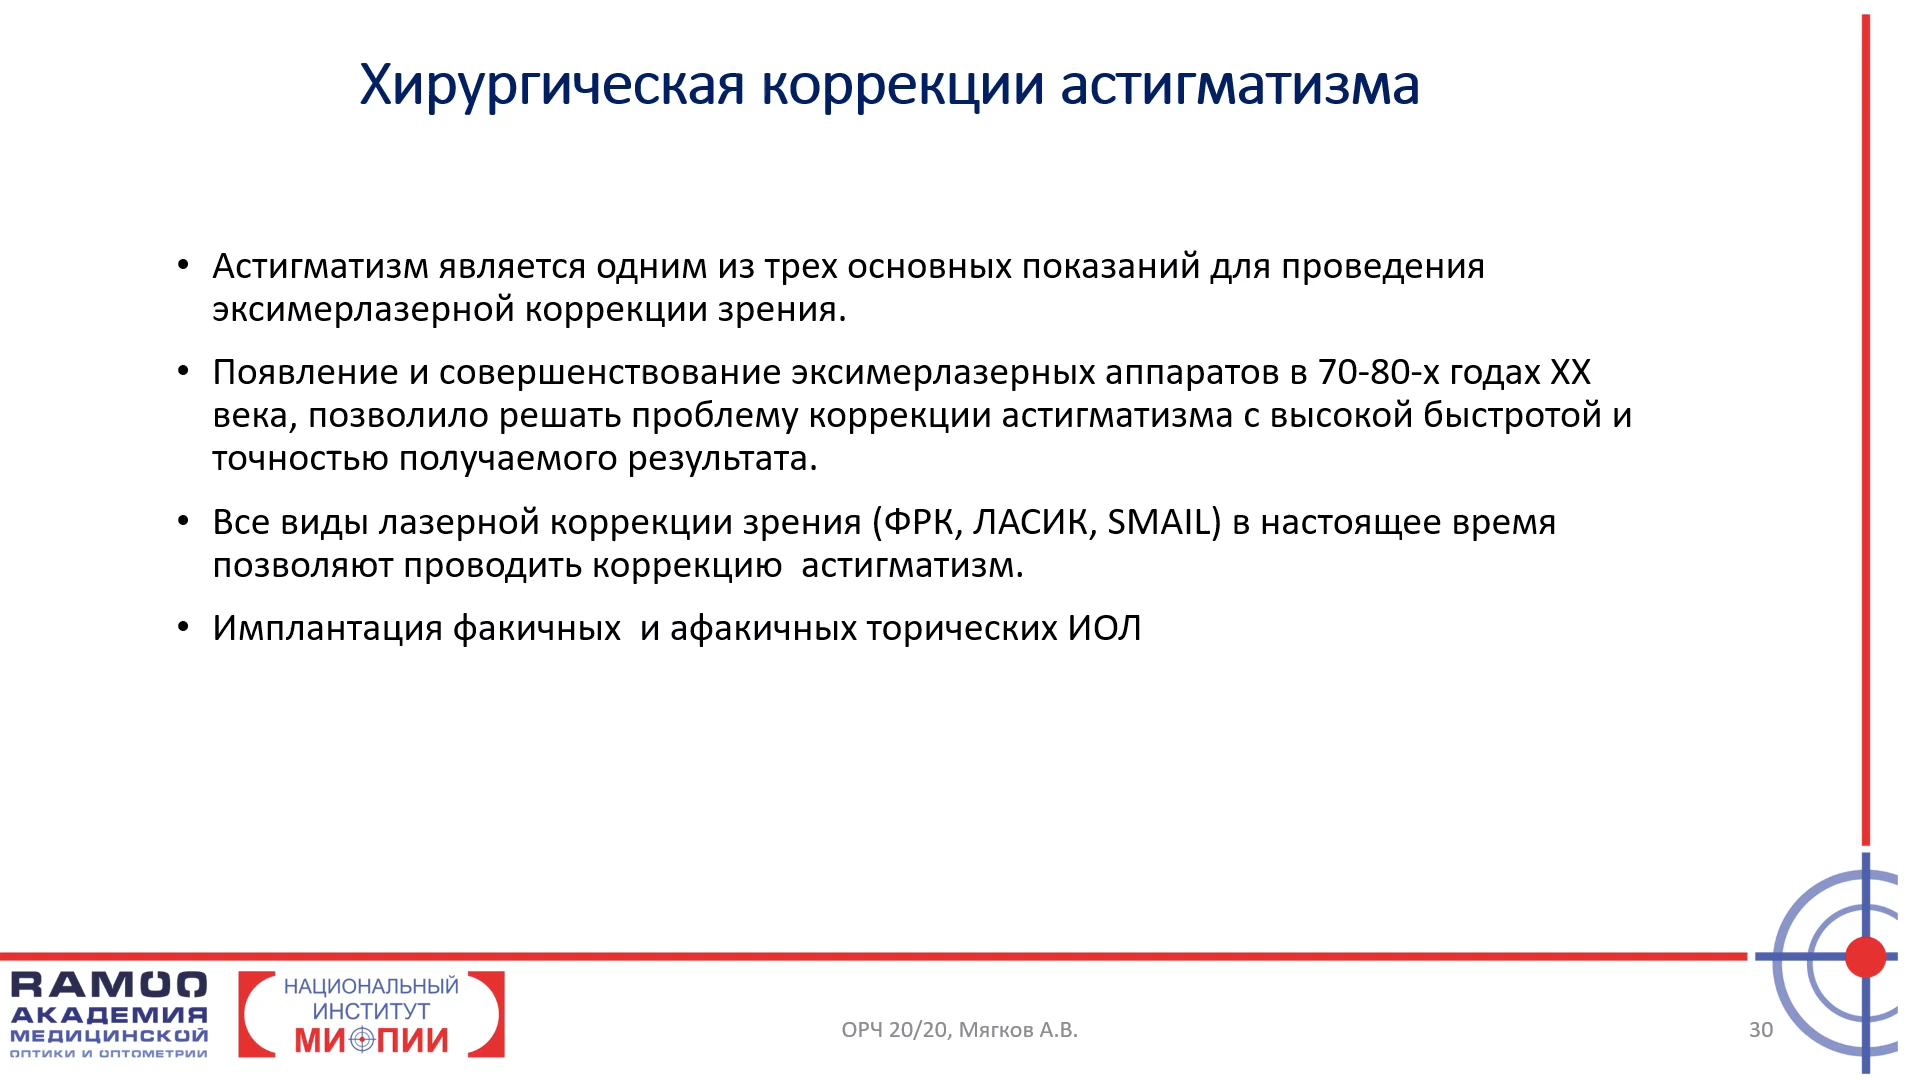 Хирургическая коррекции астигматизма
• Астигматизм является одним из трех основных показаний для проведения
эксимерлазерной коррекции зрения.
• Появление и совершенствование эксимерлазерных аппаратов в 70-80-х годах XX
века, позволило решать проблему коррекции астигматизма с высокой быстротой и
точностью получаемого результата.
• Все виды лазерной коррекции зрения (ФРК, ЛАСИК, SMAIL) в настоящее время
позволяют проводить коррекцию  астигматизм.
• Имплантация факичных  и афакичных торических ИОЛ
RAMOO
АКАДЕМИЯ
МЕДИЦИНСКОЙ
ОПТИКИ И ОПТОМЕТРИИ
НАЦИОНАЛЬНЫЙ
ИНСТИТУТ
МИОПИИ
ОРЧ 20/20, Мягков А.В.
30